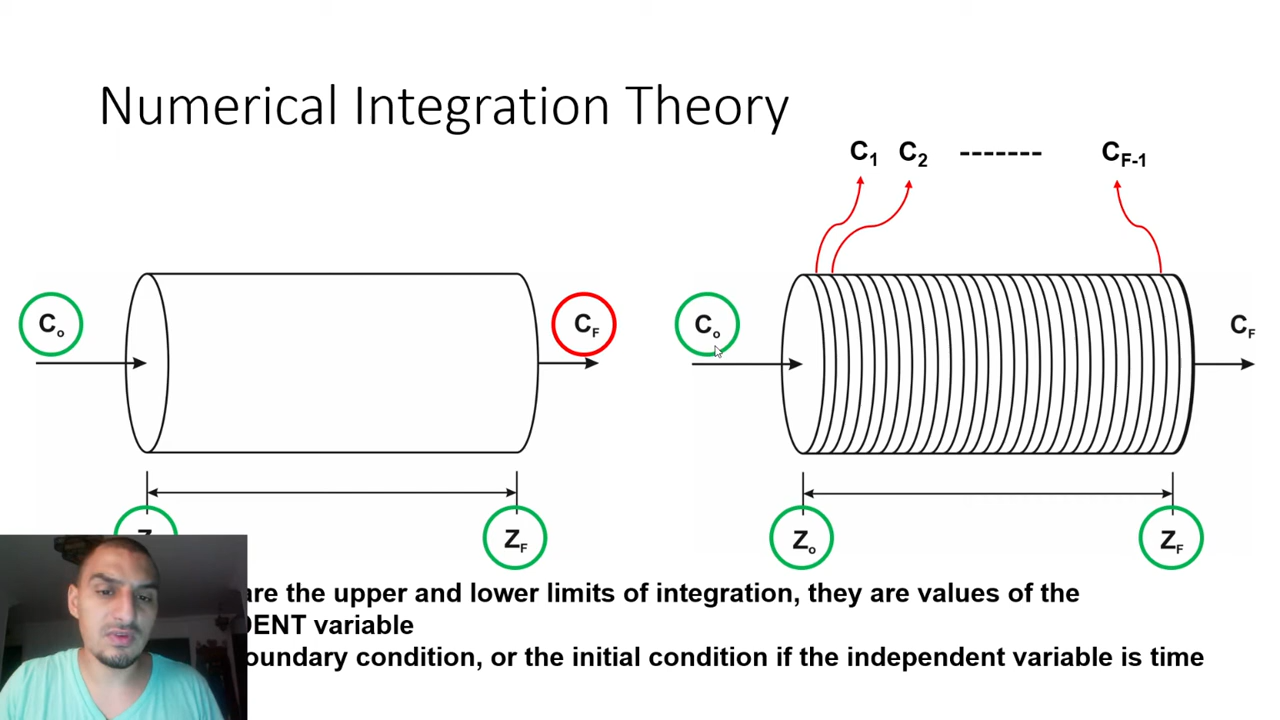 Numerical Integration Theory
C1 C2 ------- CF-1
Co
CF
Co
CF
ZF
Zo
ZF
are the upper and lower limits of integration, they are values of the
variable
condition, or the initial condition if the independent variable is time